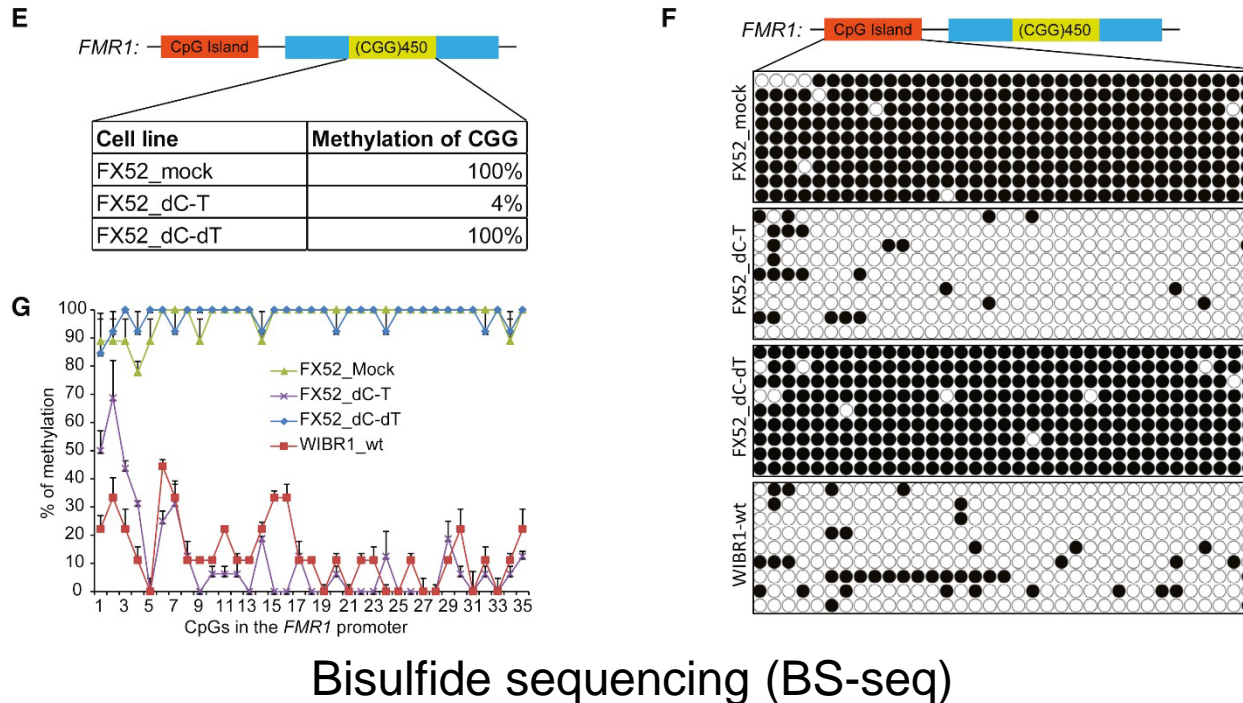 E
FMR1: CpG Island (CGG)450
Cell line Methylation of CGG
FX52_mock 100%
FX52_dC-T 4%
FX52_dC-dT 100%
G
% of methylation
100
90
80
70
60
50
40
30
20
10
0
FX52_Mock
FX52_dC-T
FX52_dC-dT
WIBR1_wt
1 3 5 7 9 11 13 15 17 19 21 23 25 27 29 31 33 35
CpGs in the FMR1 promoter
F
FMR1: CpG Island (CGG)450
FX52_mock
FX52_dC-T
FX52_dC-dT
WIBR1-wt
Bisulfide sequencing (BS-seq)